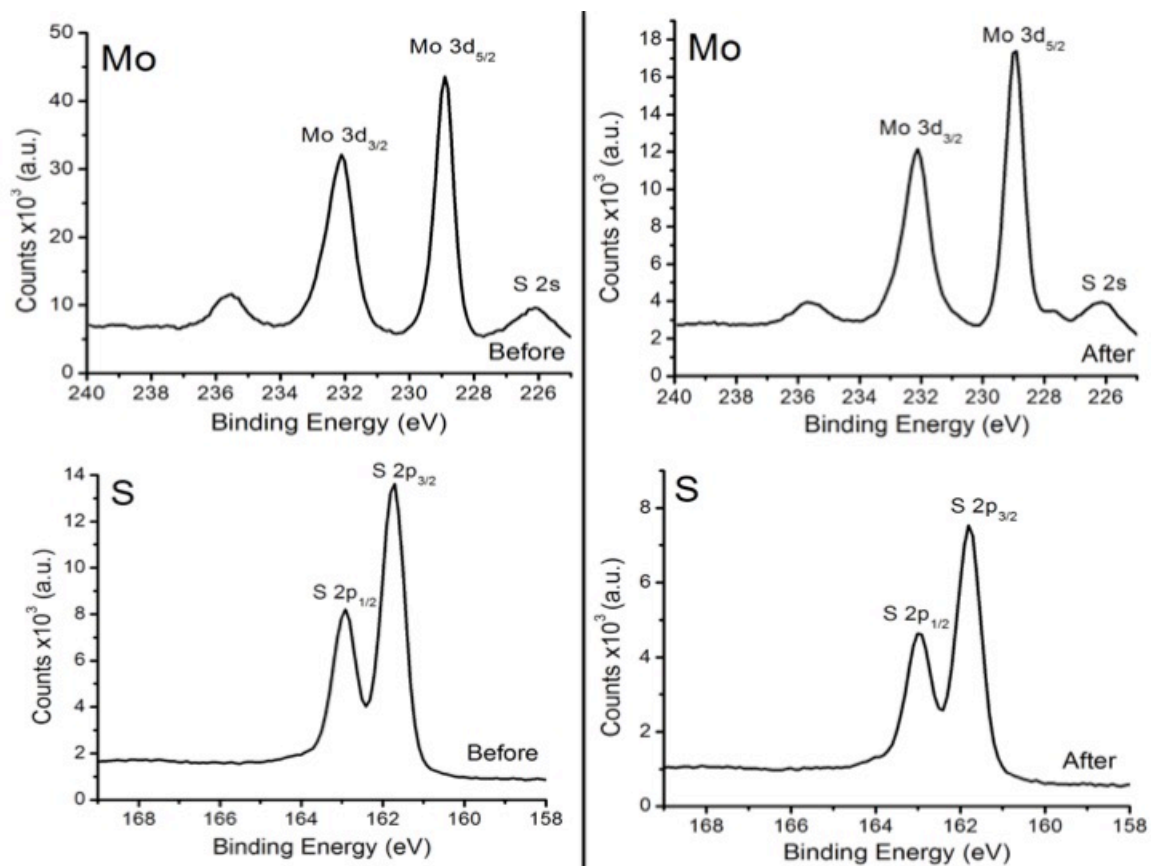 Mo
Mo 3d5/2
Mo 3d3/2
S 2s
Before
50
40
30
20
10
0
Counts x10³ (a.u.)
240 238 236 234 232 230 228 226
Binding Energy (eV)
Mo
Mo 3d5/2
Mo 3d3/2
S 2s
After
18
16
14
12
10
8
6
4
2
0
Counts x10³ (a.u.)
240 238 236 234 232 230 228 226
Binding Energy (eV)
S
S 2p3/2
S 2p1/2
Before
14
12
10
8
6
4
2
0
Counts x10³ (a.u.)
168 166 164 162 160 158
Binding Energy (eV)
S
S 2p3/2
S 2p1/2
After
8
6
4
2
0
Counts x10³ (a.u.)
168 166 164 162 160 158
Binding Energy (eV)